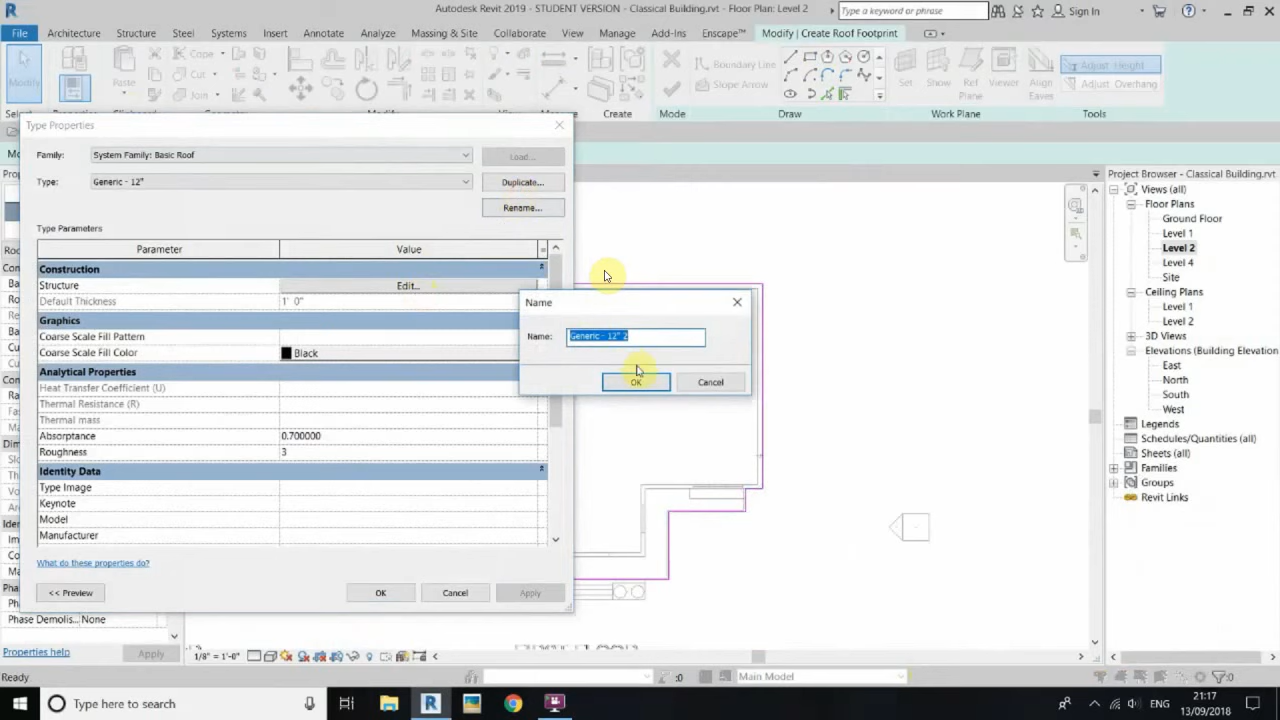 Autodesk Revit 2019 - STUDENT VERSION - Classical Building.rvt - Floor Plan: Level 2
Type a keyword or phrase
Sign In
File Architecture Structure Steel Systems Insert Annotate Analyze Massing & Site Collaborate View Manage Add-Ins Enscape™ Modify | Create Roof Footprint
Modify
Paste
Cope
Cut
Join
Boundary Line
Slope Arrow
Set Show Ref Plane Viewer Align Eaves
Adjust Height
Adjust Overhang
Select
Create Mode Draw Work Plane Tools
Type Properties
Family: System Family: Basic Roof Load...
Type: Generic - 12" Duplicate...
Rename...
Type Parameters
Parameter Value =
Construction
Structure Edit...
Default Thickness 1' 0"
Graphics
Coarse Scale Fill Pattern
Coarse Scale Fill Color Black
Analytical Properties
Heat Transfer Coefficient (U)
Thermal Resistance (R)
Thermal mass
Absorptance 0.700000
Roughness 3
Identity Data
Type Image
Keynote
Model
Manufacturer
What do these properties do?
<< Preview OK Cancel Apply
Name
Name: Generic - 12" 2
OK Cancel
Project Browser - Classical Building.rvt
Views (all)
Floor Plans
Ground Floor
Level 1
Level 2
Level 4
Site
Ceiling Plans
Level 1
Level 2
3D Views
Elevations (Building Elevation
East
North
South
West
Legends
Schedules/Quantities (all)
Sheets (all)
Families
Groups
Revit Links
Phase Demolis... None
Properties help Apply
1/8" = 1'-0"
Ready
:0
Main Model
:0
Type here to search
ENG
21:17
13/09/2018